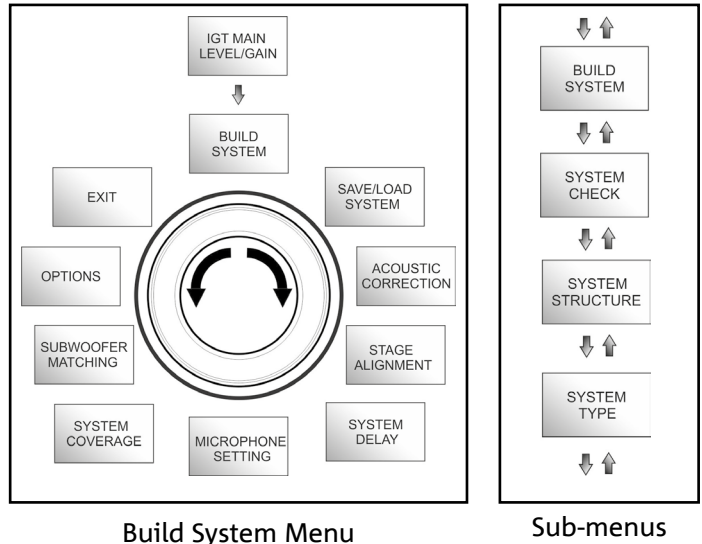 IGT MAIN
LEVEL/GAIN
BUILD
SYSTEM
EXIT
SAVE/LOAD
SYSTEM
OPTIONS
ACOUSTIC
CORRECTION
SUBWOOFER
MATCHING
STAGE
ALIGNMENT
SYSTEM
COVERAGE
MICROPHONE
SETTING
SYSTEM
DELAY
Build System Menu
BUILD
SYSTEM
SYSTEM
CHECK
SYSTEM
STRUCTURE
SYSTEM
TYPE
Sub-menus